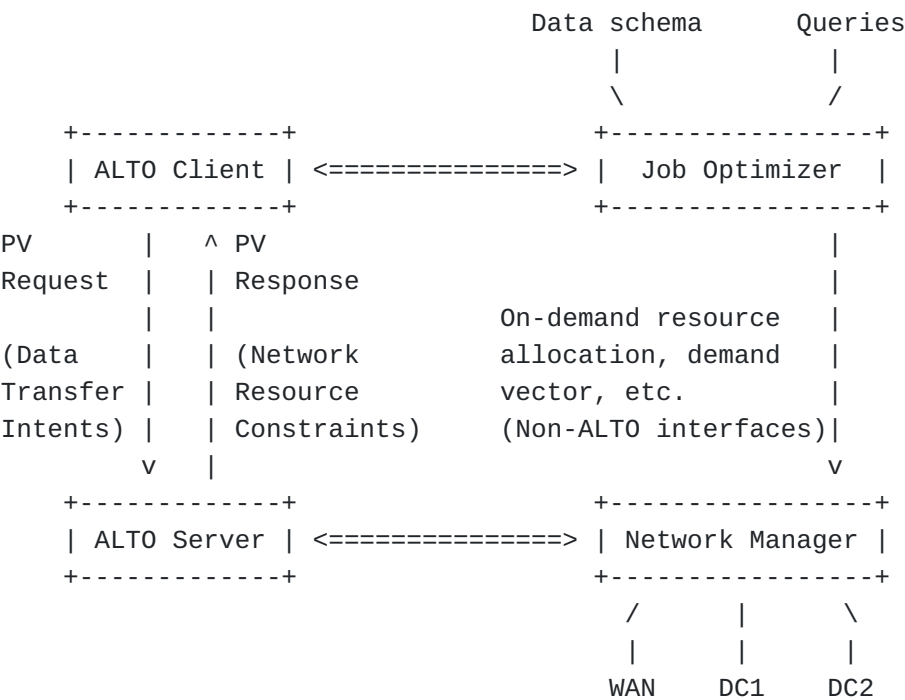 Data schema      Queries
                                       |             |
                                       \             /
    +-------------+                   +-----------------+
    | ALTO Client | <===============> |  Job Optimizer  |
    +-------------+                   +-----------------+
PV       |   ^ PV                                    |
Request  |   | Response                              |
         |   |                  On-demand resource   |
(Data    |   | (Network         allocation, demand   |
Transfer |   | Resource         vector, etc.         |
Intents) |   | Constraints)     (Non-ALTO interfaces)|
         v   |                                       v
    +-------------+                   +-----------------+
    | ALTO Server | <===============> | Network Manager |
    +-------------+                   +-----------------+
                                        /      |      \
                                        |      |      |
                                       WAN    DC1    DC2